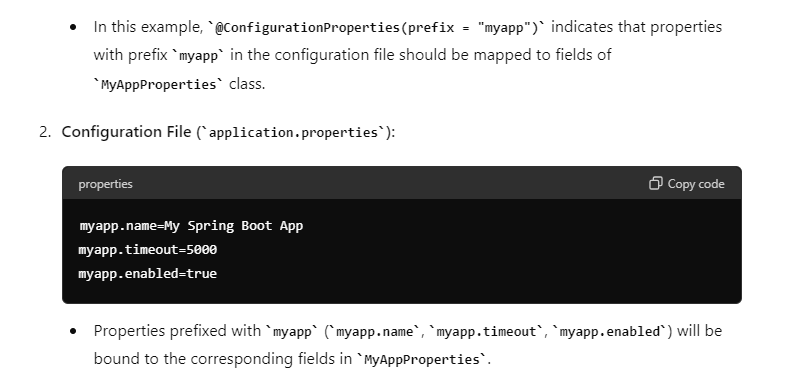 • In this example, `@ConfigurationProperties(prefix = "myapp")` indicates that properties
with prefix `myapp` in the configuration file should be mapped to fields of
`MyAppProperties` class.
2. Configuration File (`application.properties`):
properties Copy code
myapp.name=My Spring Boot App
myapp.timeout=5000
myapp.enabled=true
• Properties prefixed with `myapp` (`myapp.name`, `myapp.timeout`, `myapp.enabled`) will be
bound to the corresponding fields in `MyAppProperties`.